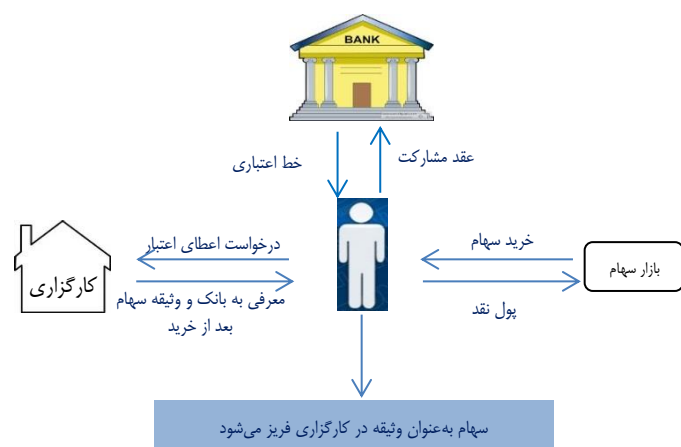 BANK
خط اعتباری
عقد مشارکت
درخواست اعطای اعتبار
خرید سهام
کارگزاری
بازار سهام
معرفی به بانک و وثیقه سهام
بعد از خرید
پول نقد
سهام به‌عنوان وثیقه در کارگزاری فریز می‌شود